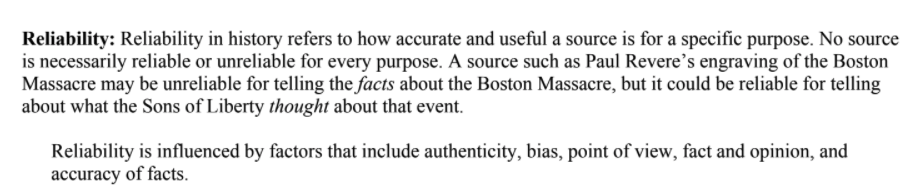 Reliability: Reliability in history refers to how accurate and useful a source is for a specific purpose. No source
is necessarily reliable or unreliable for every purpose. A source such as Paul Revere’s engraving of the Boston
Massacre may be unreliable for telling the facts about the Boston Massacre, but it could be reliable for telling
about what the Sons of Liberty thought about that event.
Reliability is influenced by factors that include authenticity, bias, point of view, fact and opinion, and
accuracy of facts.